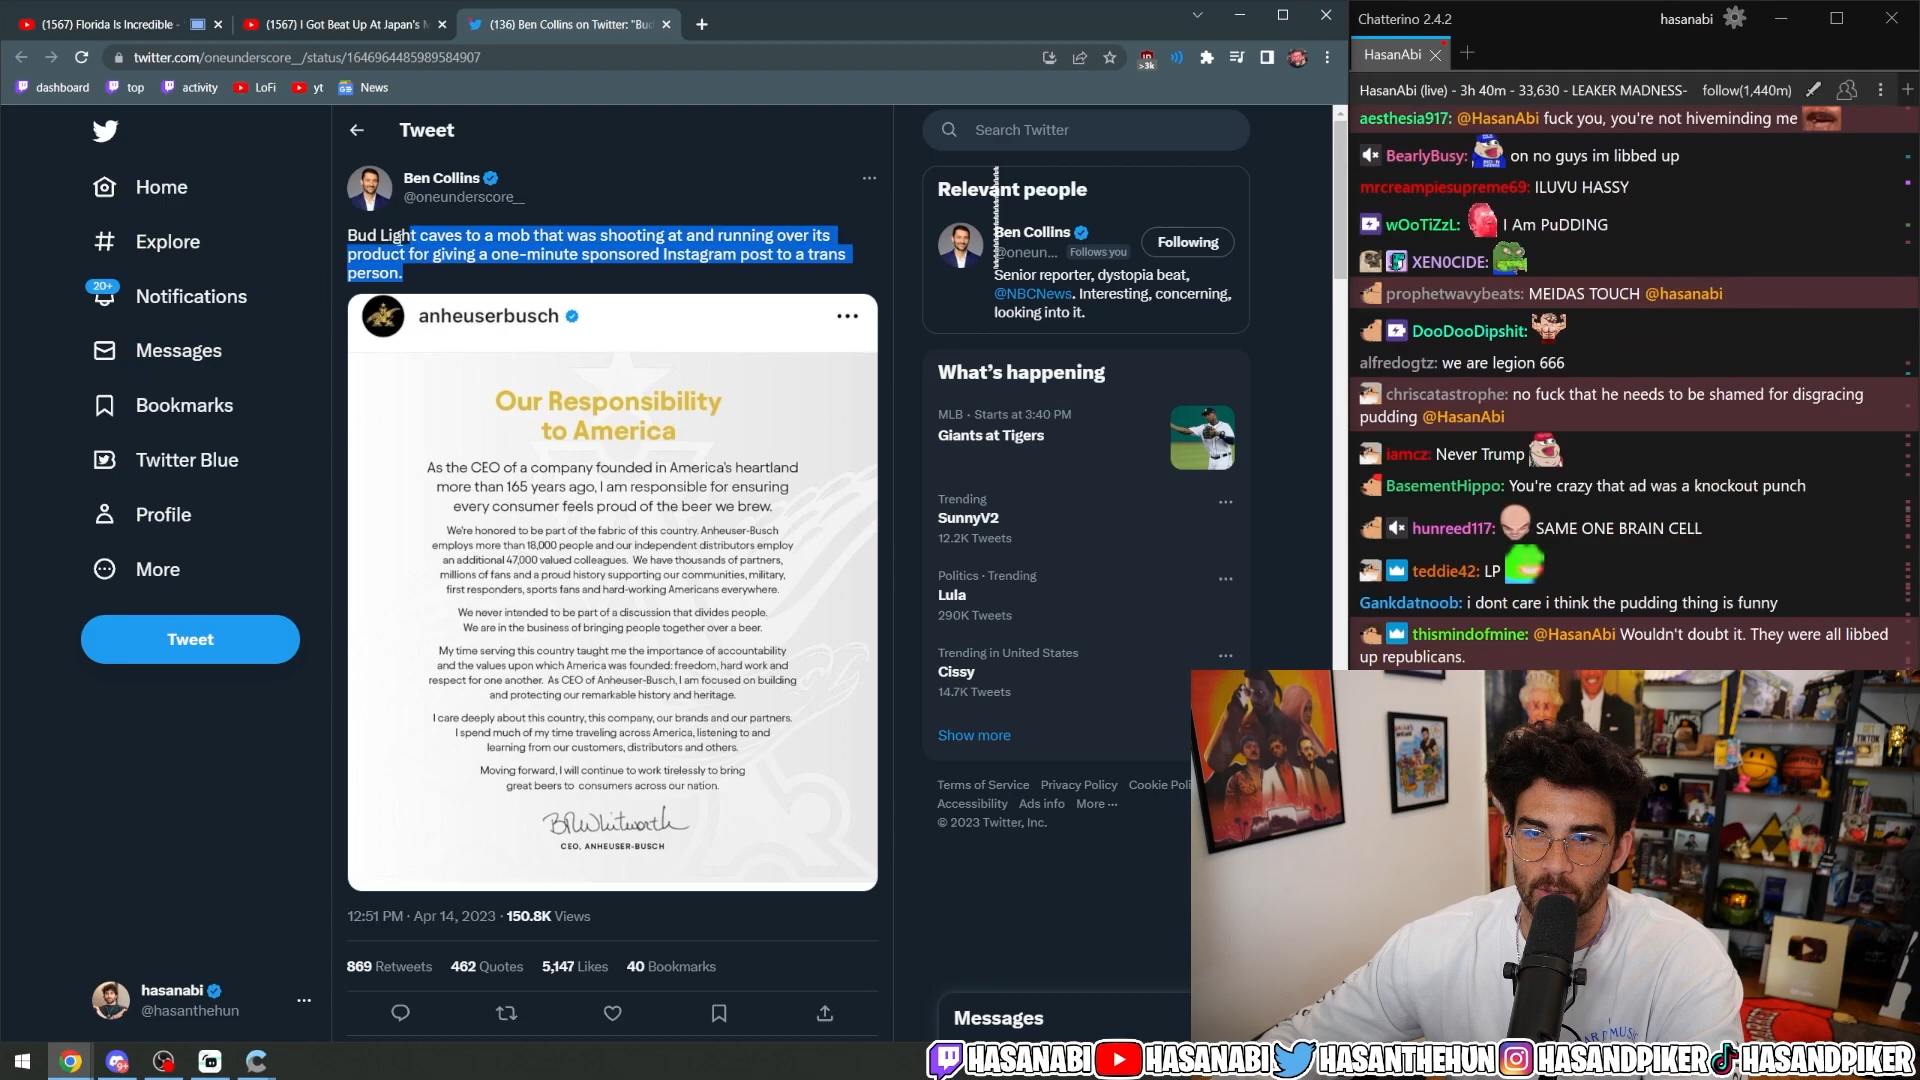 (1567) Florida Is Incredible -
(1567) I Got Beat Up At Japan's M
(136) Ben Collins on Twitter: "Bud
twitter.com/oneunderscore__/status/1646964485989584907
>3k
dashboard
top
activity
LoFi
yt
News
Home
Explore
20+
Notifications
Messages
Bookmarks
Twitter Blue
Profile
More
Tweet
hasanabi
@hasanthehun
Tweet
Ben Collins
@oneunderscore__
Bud Light caves to a mob that was shooting at and running over its
product for giving a one-minute sponsored Instagram post to a trans
person.
anheuserbusch
Our Responsibility
to America
As the CEO of a company founded in America's heartland
more than 165 years ago, I am responsible for ensuring
every consumer feels proud of the beer we brew.
We're honored to be part of the fabric of this country. Anheuser-Busch
employs more than 18,000 people and our independent distributors employ
an additional 47,000 valued colleagues. We have thousands of partners,
millions of fans and a proud history supporting our communities, military,
first responders, sports fans and hard-working Americans everywhere.
We never intended to be part of a discussion that divides people.
We are in the business of bringing people together over a beer.
My time serving this country taught me the importance of accountability
and the values upon which America was founded: freedom, hard work and
respect for one another. As CEO of Anheuser-Busch, I am focused on building
and protecting our remarkable history and heritage.
I care deeply about this country, this company, our brands and our partners.
I spend much of my time traveling across America, listening to and
learning from our customers, distributors and others.
Moving forward, I will continue to work tirelessly to bring
great beers to consumers across our nation.
BRWhitworth
CEO, ANHEUSER-BUSCH
12:51 PM · Apr 14, 2023 · 150.8K Views
869 Retweets 462 Quotes 5,147 Likes 40 Bookmarks
Search Twitter
Relevant people
Ben Collins
@oneun... Follows you
Following
Senior reporter, dystopia beat,
@NBCNews. Interesting, concerning,
looking into it.
What's happening
MLB · Starts at 3:40 PM
Giants at Tigers
Trending
SunnyV2
12.2K Tweets
Politics · Trending
Lula
290K Tweets
Trending in United States
Cissy
14.7K Tweets
Show more
Terms of Service Privacy Policy Cookie Poli
Accessibility Ads info More ···
© 2023 Twitter, Inc.
Messages
Chatterino 2.4.2
hasanabi
HasanAbi
HasanAbi (live) - 3h 40m - 33,630 - LEAKER MADNESS- follow(1,440m)
aesthesia917: @HasanAbi fuck you, you're not hiveminding me
BearlyBusy: on no guys im libbed up
mrcreampiesupreme69: ILUVU HASSY
wOoTiZzL: I Am PuDDING
XEN0CIDE:
prophetwavybeats: MEIDAS TOUCH @hasanabi
DooDooDipshit:
alfredogtz: we are legion 666
chriscatastrophe: no fuck that he needs to be shamed for disgracing
pudding @HasanAbi
iamcz: Never Trump
BasementHippo: You're crazy that ad was a knockout punch
hunreed117: SAME ONE BRAIN CELL
teddie42: LP
Gankdatnoob: i dont care i think the pudding thing is funny
thismindofmine: @HasanAbi Wouldn't doubt it. They were all libbed
up republicans.
HASANABI HASANABI HASANTHEHUN HASANDPIKER HASANDPIKER